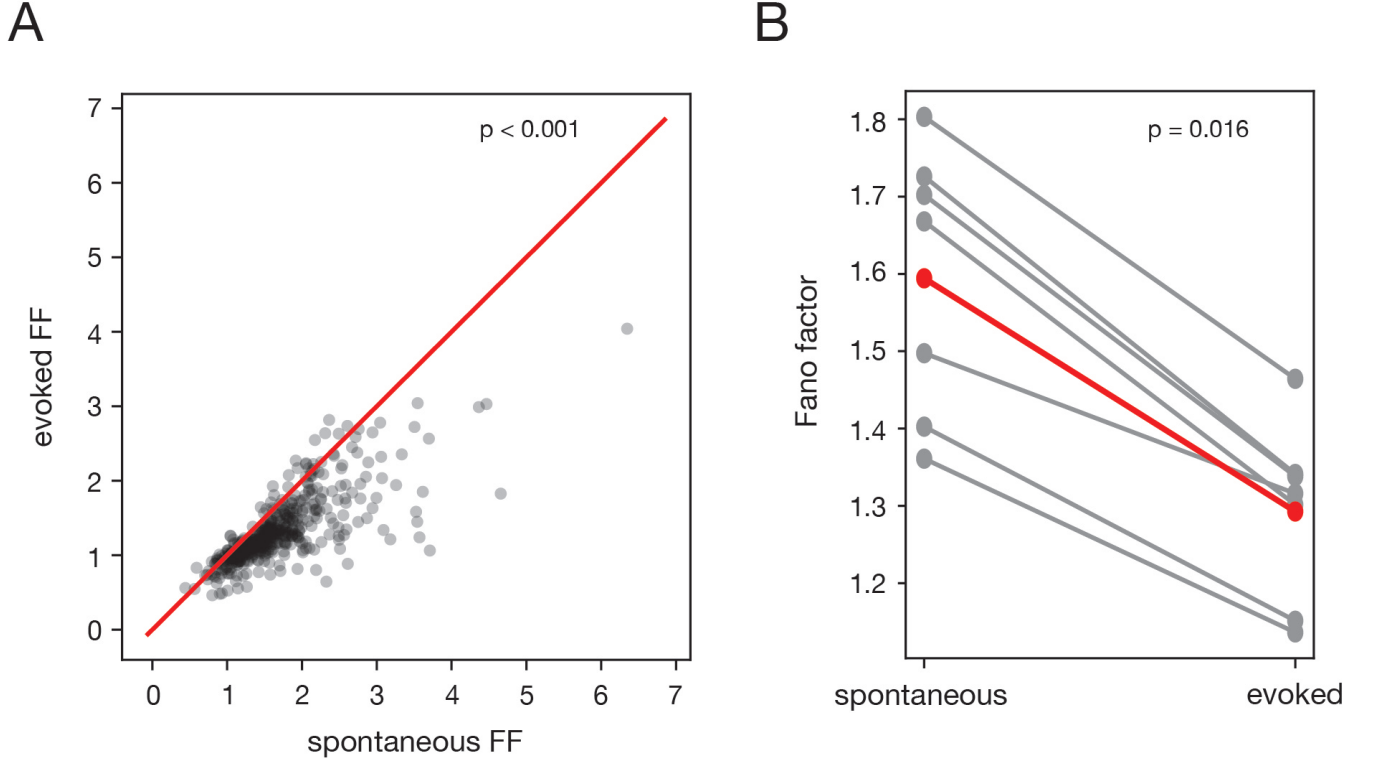 A
7
6
5
4
3
2
1
0
evoked FF
p < 0.001
0 1 2 3 4 5 6 7
spontaneous FF
B
1.8
1.7
1.6
1.5
1.4
1.3
1.2
Fano factor
p = 0.016
spontaneous evoked